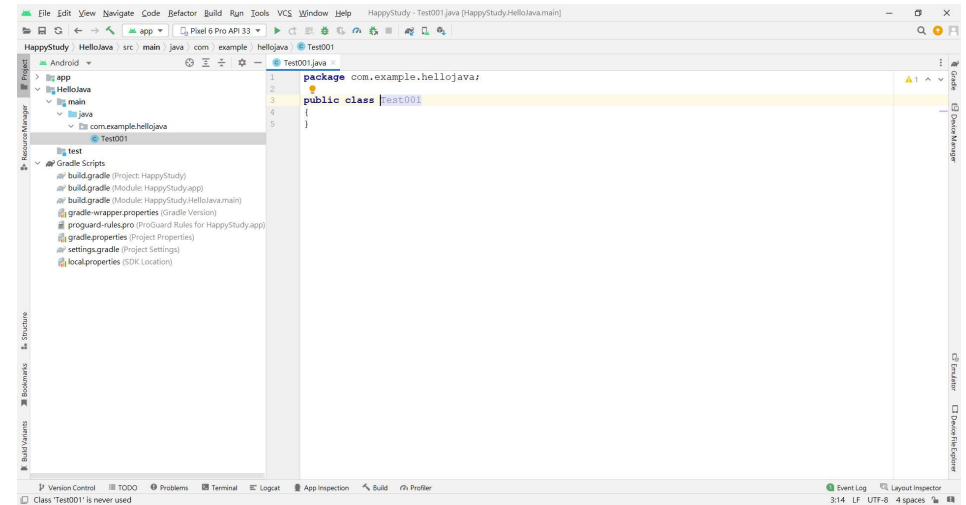 File Edit View Navigate Code Refactor Build Run Tools VCS Window Help HappyStudy - Test001.java [HappyStudy.HelloJava.main]
app Pixel 6 Pro API 33
HappyStudy HelloJava src main java com example hellojava Test001
Project
Resource Manager
Structure
Bookmarks
Build Variants
Android
app
HelloJava
main
java
com.example.hellojava
Test001
test
Gradle Scripts
build.gradle (Project: HappyStudy)
build.gradle (Module: HappyStudy.app)
build.gradle (Module: HappyStudy.HelloJava.main)
gradle-wrapper.properties (Gradle Version)
proguard-rules.pro (ProGuard Rules for HappyStudy.app)
gradle.properties (Project Properties)
settings.gradle (Project Settings)
local.properties (SDK Location)
Test001.java
1 package com.example.hellojava;
2
3 public class Test001
4 {
5 }
1
Gradle
Device Manager
Emulator
Device File Explorer
Version Control TODO Problems Terminal Logcat App Inspection Build Profiler Event Log Layout Inspector
Class 'Test001' is never used 3:14 LF UTF-8 4 spaces